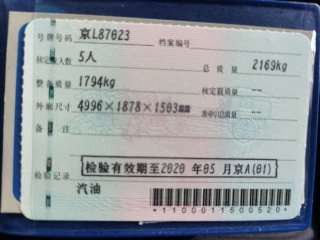 号牌号码 京L87023 档案编号
核定载人数 5人 总 质 量 2169kg
整备质量 1794kg 核定载质量 --
外廓尺寸 4996×1878×1503mm 准牵引总质量 --
备 注
检验有效期至2020 年05 月京A(01)
检验记录
汽油
*1100011500520*